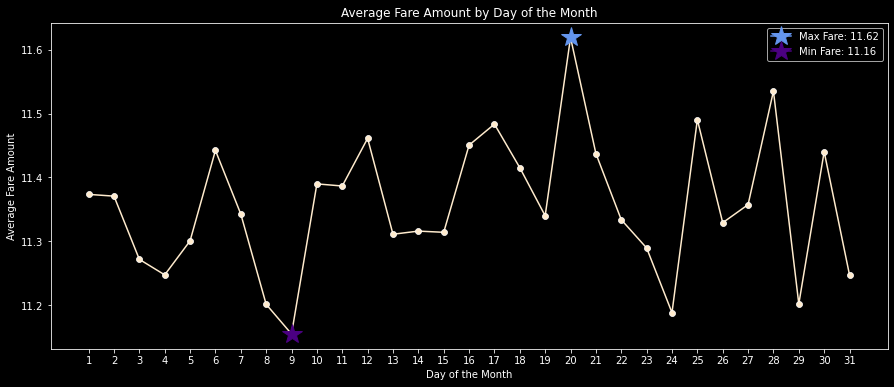 Average Fare Amount by Day of the Month
Max Fare: 11.62
Min Fare: 11.16
11.6
11.5
11.4
11.3
11.2
Average Fare Amount
1 2 3 4 5 6 7 8 9 10 11 12 13 14 15 16 17 18 19 20 21 22 23 24 25 26 27 28 29 30 31
Day of the Month